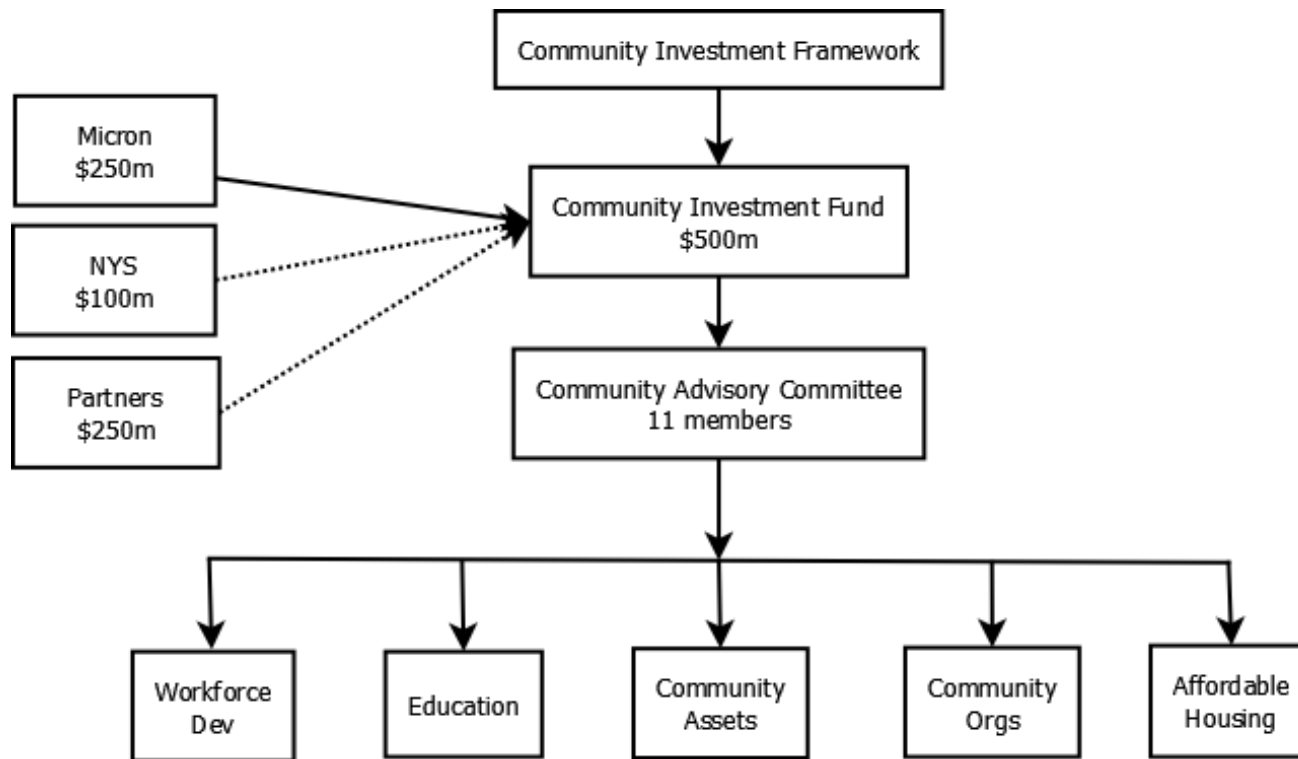 Community Investment Framework
Micron
$250m
Community Investment Fund
$500m
NYS
$100m
Partners
$250m
Community Advisory Committee
11 members
Workforce
Dev
Education
Community
Assets
Community
Orgs
Affordable
Housing